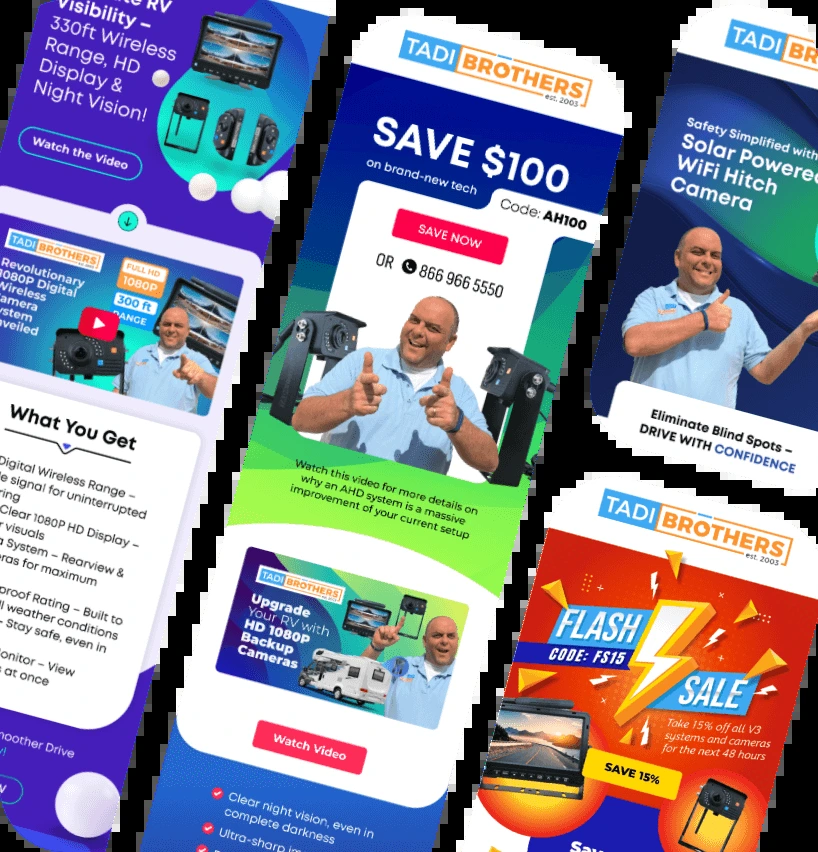 RV
Visibility –
330ft Wireless
Range, HD
Display &
Night Vision!
Watch the Video
TADI BROTHERS
Revolutionary
1080P Digital
Wireless
Camera
System
Unveiled
FULL HD
1080P
300 ft
RANGE
What You Get
Digital Wireless Range –
signal for uninterrupted
Clear 1080P HD Display –
visuals
System – Rearview &
for maximum
Rating – Built to
weather conditions
– Stay safe, even in
– View
at once
Smoother Drive
TADI BROTHERS
est. 2003
SAVE $100
on brand-new tech
Code: AH100
SAVE NOW
OR 866 966 5550
Watch this video for more details on
why an AHD system is a massive
improvement of your current setup
TADI BROTHERS
Upgrade
Your RV with
HD 1080P
Backup
Cameras
Watch Video
Clear night vision, even in
complete darkness
Ultra-sharp
TADI
Safety Simplified with
Solar Powered
WiFi Hitch
Camera
Eliminate Blind Spots –
DRIVE WITH CONFIDENCE
TADI BROTHERS
est. 2003
FLASH
CODE: FS15
SALE
Take 15% off all V3
systems and cameras
for the next 48 hours
SAVE 15%